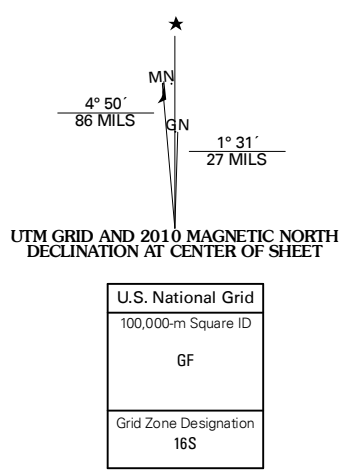 ★
MN
4° 50´
86 MILS
GN
1° 31´
27 MILS
UTM GRID AND 2010 MAGNETIC NORTH
DECLINATION AT CENTER OF SHEET
U.S. National Grid
100,000-m Square ID
GF
Grid Zone Designation
16S